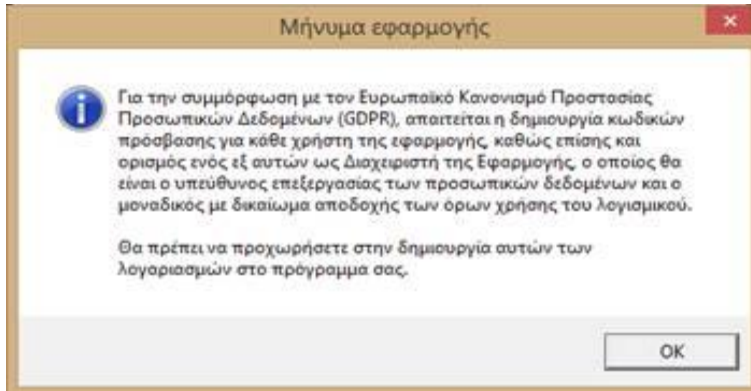 Μήνυμα εφαρμογής
Για την συμμόρφωση με τον Ευρωπαϊκό Κανονισμό Προστασίας
Προσωπικών Δεδομένων (GDPR), απαιτείται η δημιουργία κωδικών
πρόσβασης για κάθε χρήστη της εφαρμογής, καθώς επίσης και
ορισμός ενός εξ αυτών ως Διαχειριστή της Εφαρμογής, ο οποίος θα
είναι ο υπεύθυνος επεξεργασίας των προσωπικών δεδομένων και ο
μοναδικός με δικαίωμα αποδοχής των όρων χρήσης του λογισμικού.
Θα πρέπει να προχωρήσετε στην δημιουργία αυτών των
λογαριασμών στο πρόγραμμα σας.
OK